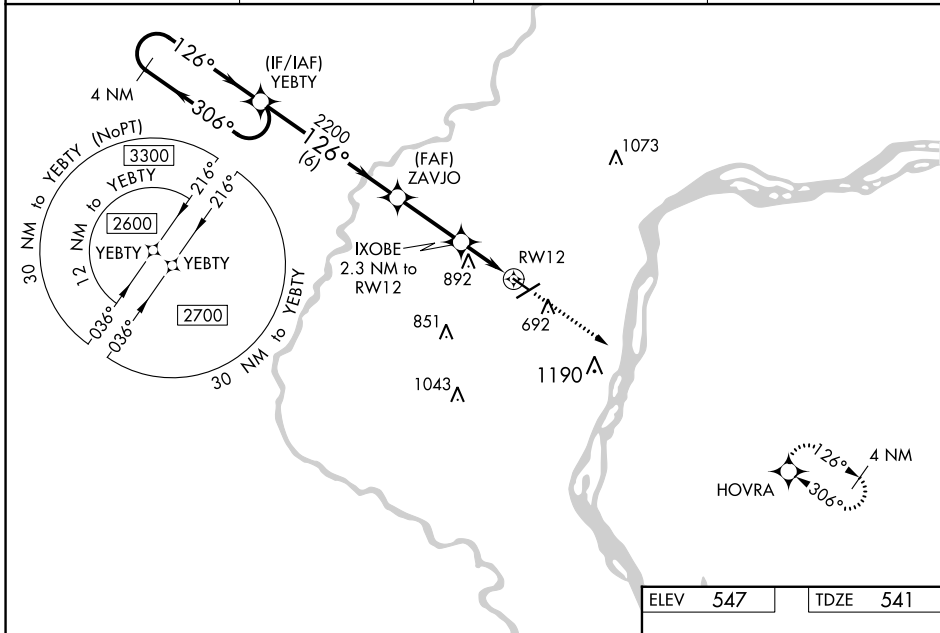 126°
(IF/IAF)
YEBTY
4 NM
306°
2200
126°
(6)
(FAF)
ZAVJO
1073
30 NM to YEBTY (NoPT)
3300
216°
216°
12 NM to YEBTY
2600
YEBTY
YEBTY
2700
036°
036°
30 NM to YEBTY
IXOBE
2.3 NM to
RW12
892
RW12
692
851
1043
1190
126°
4 NM
HOVRA
306°
ELEV 547
TDZE 541